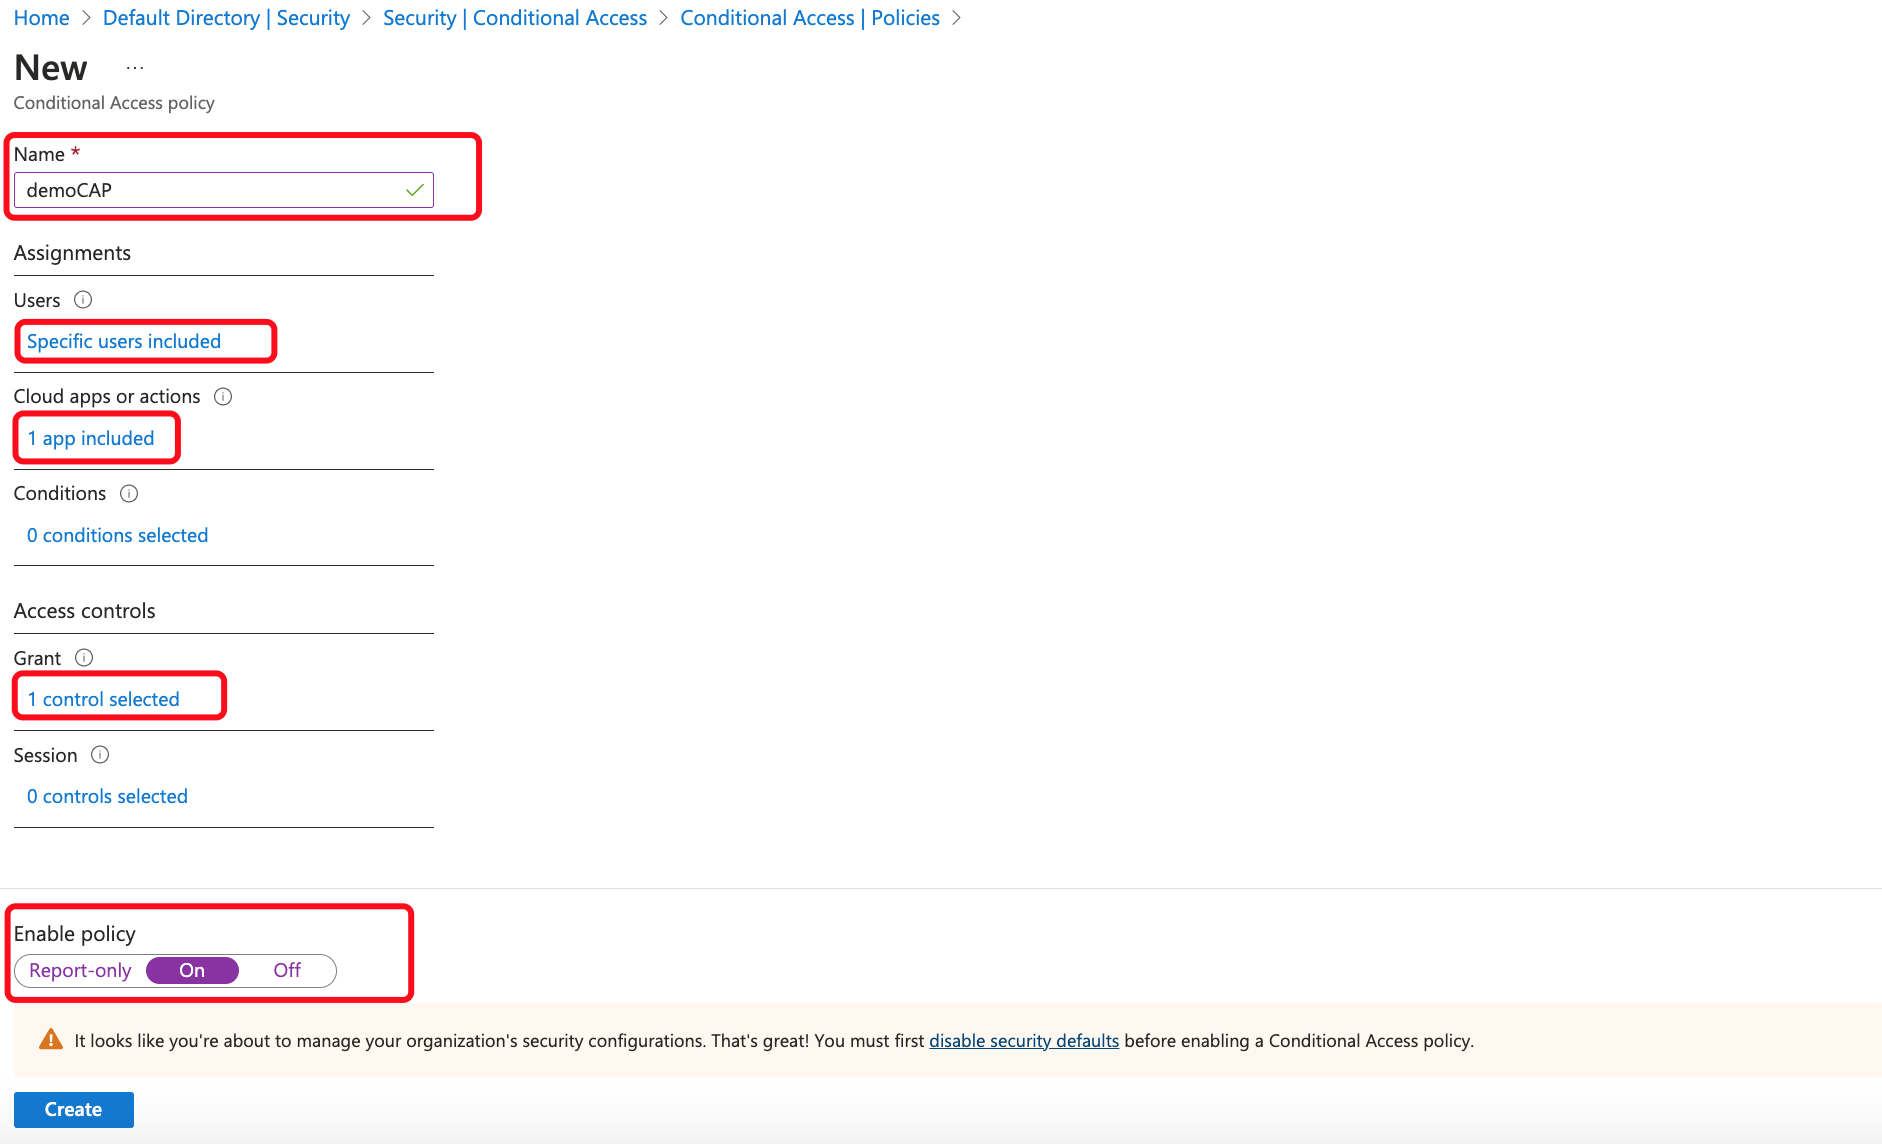 Home > Default Directory | Security > Security | Conditional Access > Conditional Access | Policies >
New ...
Conditional Access policy
Name *
demoCAP
Assignments
Users
Specific users included
Cloud apps or actions
1 app included
Conditions
0 conditions selected
Access controls
Grant
1 control selected
Session
0 controls selected
Enable policy
Report-only On Off
It looks like you're about to manage your organization's security configurations. That's great! You must first disable security defaults before enabling a Conditional Access policy.
Create